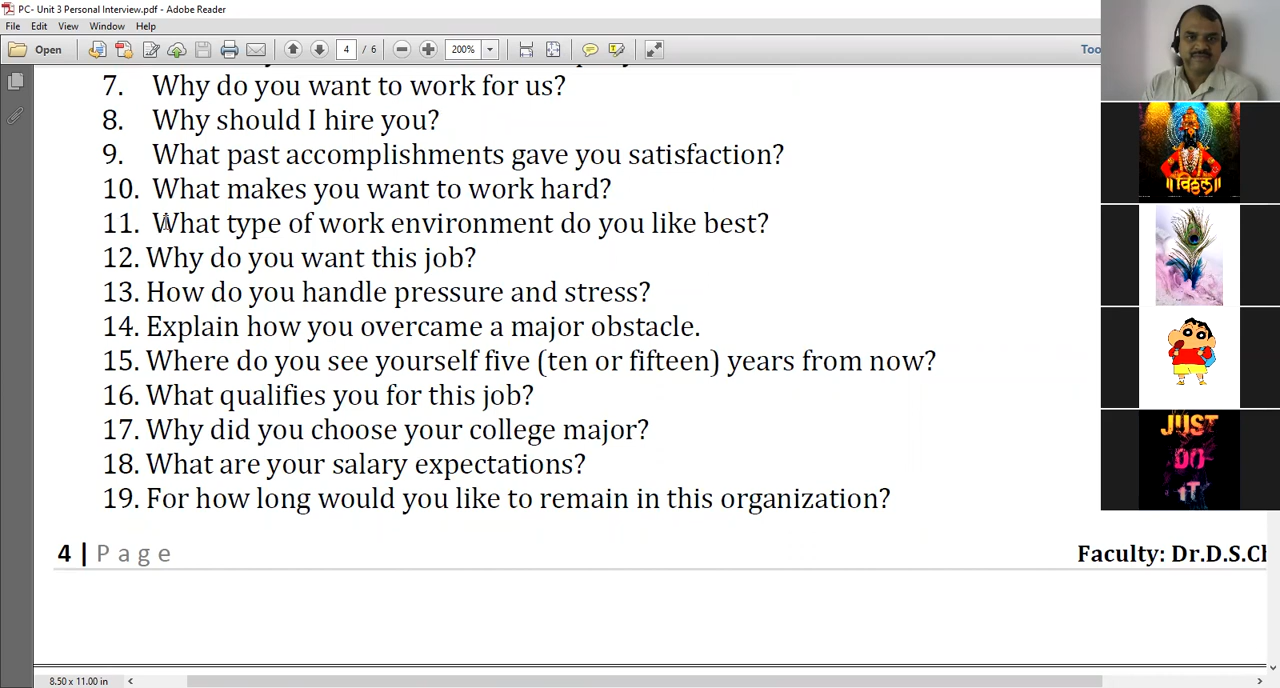 PC- Unit 3 Personal Interview.pdf - Adobe Reader
File Edit View Window Help
Open 4 / 6 200%
7. Why do you want to work for us?
8. Why should I hire you?
9. What past accomplishments gave you satisfaction?
10. What makes you want to work hard?
11. What type of work environment do you like best?
12. Why do you want this job?
13. How do you handle pressure and stress?
14. Explain how you overcame a major obstacle.
15. Where do you see yourself five (ten or fifteen) years from now?
16. What qualifies you for this job?
17. Why did you choose your college major?
18. What are your salary expectations?
19. For how long would you like to remain in this organization?
4 | Page
Faculty: Dr.D.S.Ch
8.50 x 11.00 in
॥ विठ्ठल ॥
JUST
DO
IT